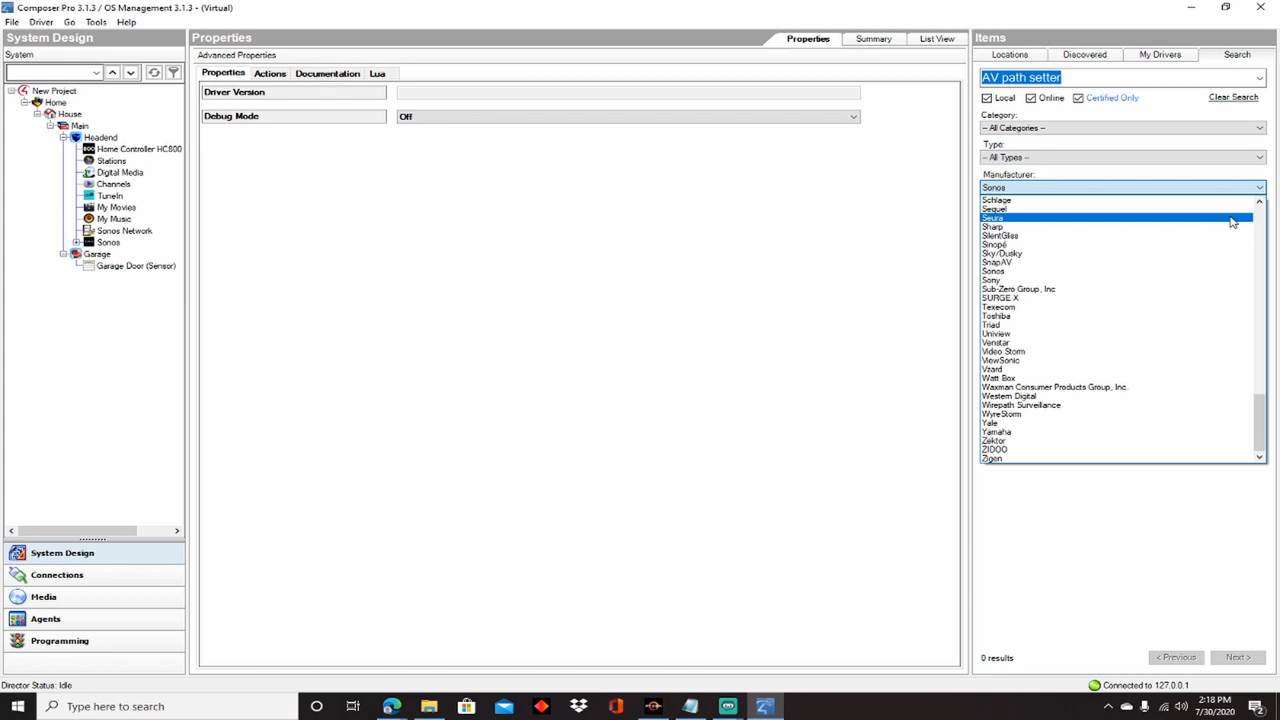 Composer Pro 3.1.3 / OS Management 3.1.3 - (Virtual)
File Driver Go Tools Help
System Design
System
New Project
Home
House
Main
Headend
Home Controller HC800
Stations
Digital Media
Channels
TuneIn
My Movies
My Music
Sonos Network
Sonos
Garage
Garage Door (Sensor)
System Design
Connections
Media
Agents
Programming
Director Status: Idle
Properties
Properties Summary List View
Advanced Properties
Properties Actions Documentation Lua
Driver Version
Debug Mode Off
Items
Locations Discovered My Drivers Search
AV path setter
Local Online Certified Only Clear Search
Category:
-- All Categories --
Type:
-- All Types --
Manufacturer:
Sonos
Schlage
Sequel
Seura
Sharp
SilentGliss
Sinopé
Sky/Dusky
SnapAV
Sonos
Sony
Sub-Zero Group, Inc
SURGE X
Texecom
Toshiba
Triad
Uniview
Venstar
Video Storm
ViewSonic
Vzard
Watt Box
Waxman Consumer Products Group, Inc.
Western Digital
Wirepath Surveillance
WyreStorm
Yale
Yamaha
Zektor
ZIDOO
Zigen
0 results < Previous Next >
Connected to 127.0.0.1
Type here to search
2:18 PM
7/30/2020
2